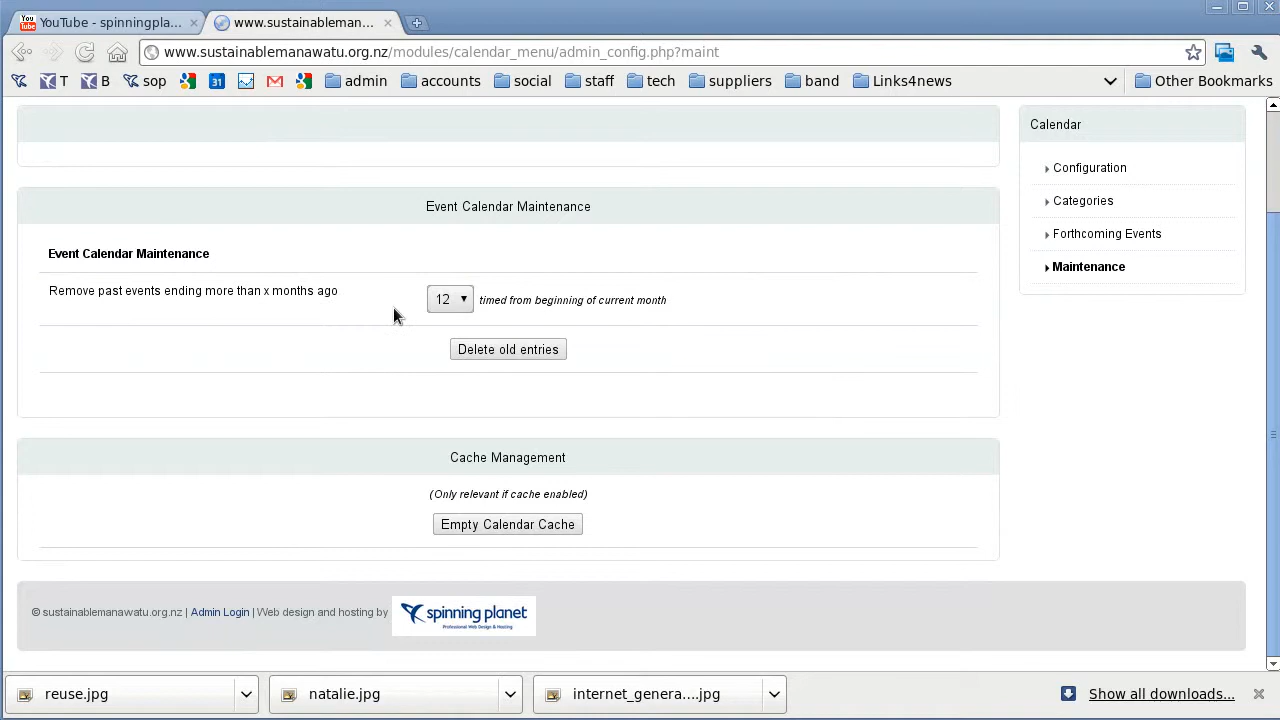 YouTube - spinningpla...
www.sustainableman...
www.sustainablemanawatu.org.nz/modules/calendar_menu/admin_config.php?maint
T B sop 31 admin accounts social staff tech suppliers band Links4news Other Bookmarks
Calendar
Configuration
Categories
Forthcoming Events
Maintenance
Event Calendar Maintenance
Event Calendar Maintenance
Remove past events ending more than x months ago 12 timed from beginning of current month
Delete old entries
Cache Management
(Only relevant if cache enabled)
Empty Calendar Cache
© sustainablemanawatu.org.nz | Admin Login | Web design and hosting by spinning planet
Professional Web Design & Hosting
reuse.jpg natalie.jpg internet_genera....jpg Show all downloads...